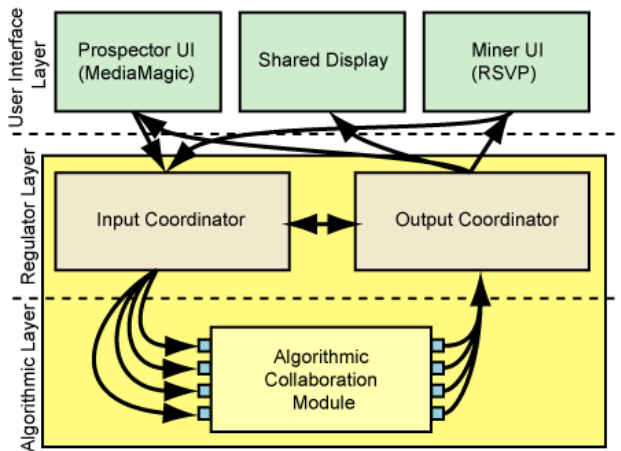 User Interface
Layer
Prospector UI
(MediaMagic)
Shared Display
Miner UI
(RSVP)
Regulator Layer
Input Coordinator
Output Coordinator
Algorithmic Layer
Algorithmic
Collaboration
Module